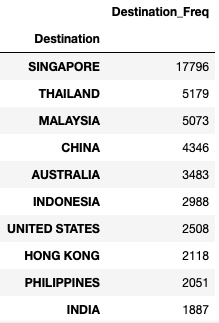 Destination_Freq
Destination
SINGAPORE 17796
THAILAND 5179
MALAYSIA 5073
CHINA 4346
AUSTRALIA 3483
INDONESIA 2988
UNITED STATES 2508
HONG KONG 2118
PHILIPPINES 2051
INDIA 1887